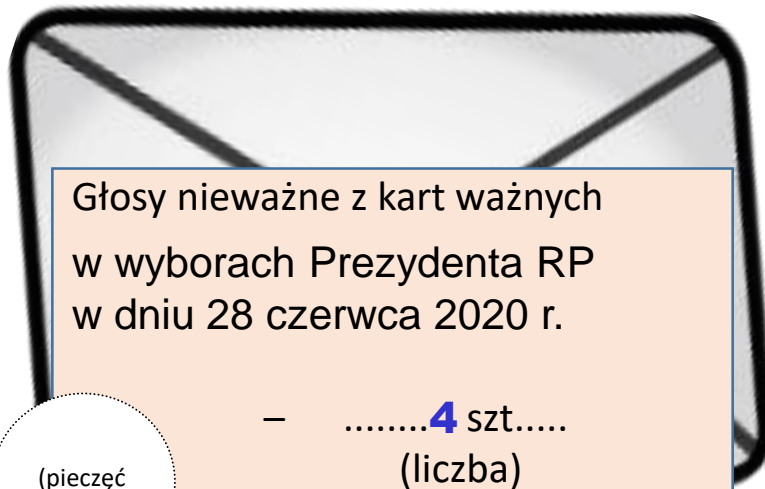 Głosy nieważne z kart ważnych
w wyborach Prezydenta RP
w dniu 28 czerwca 2020 r.
– ........4 szt.....
(liczba)
(pieczęć